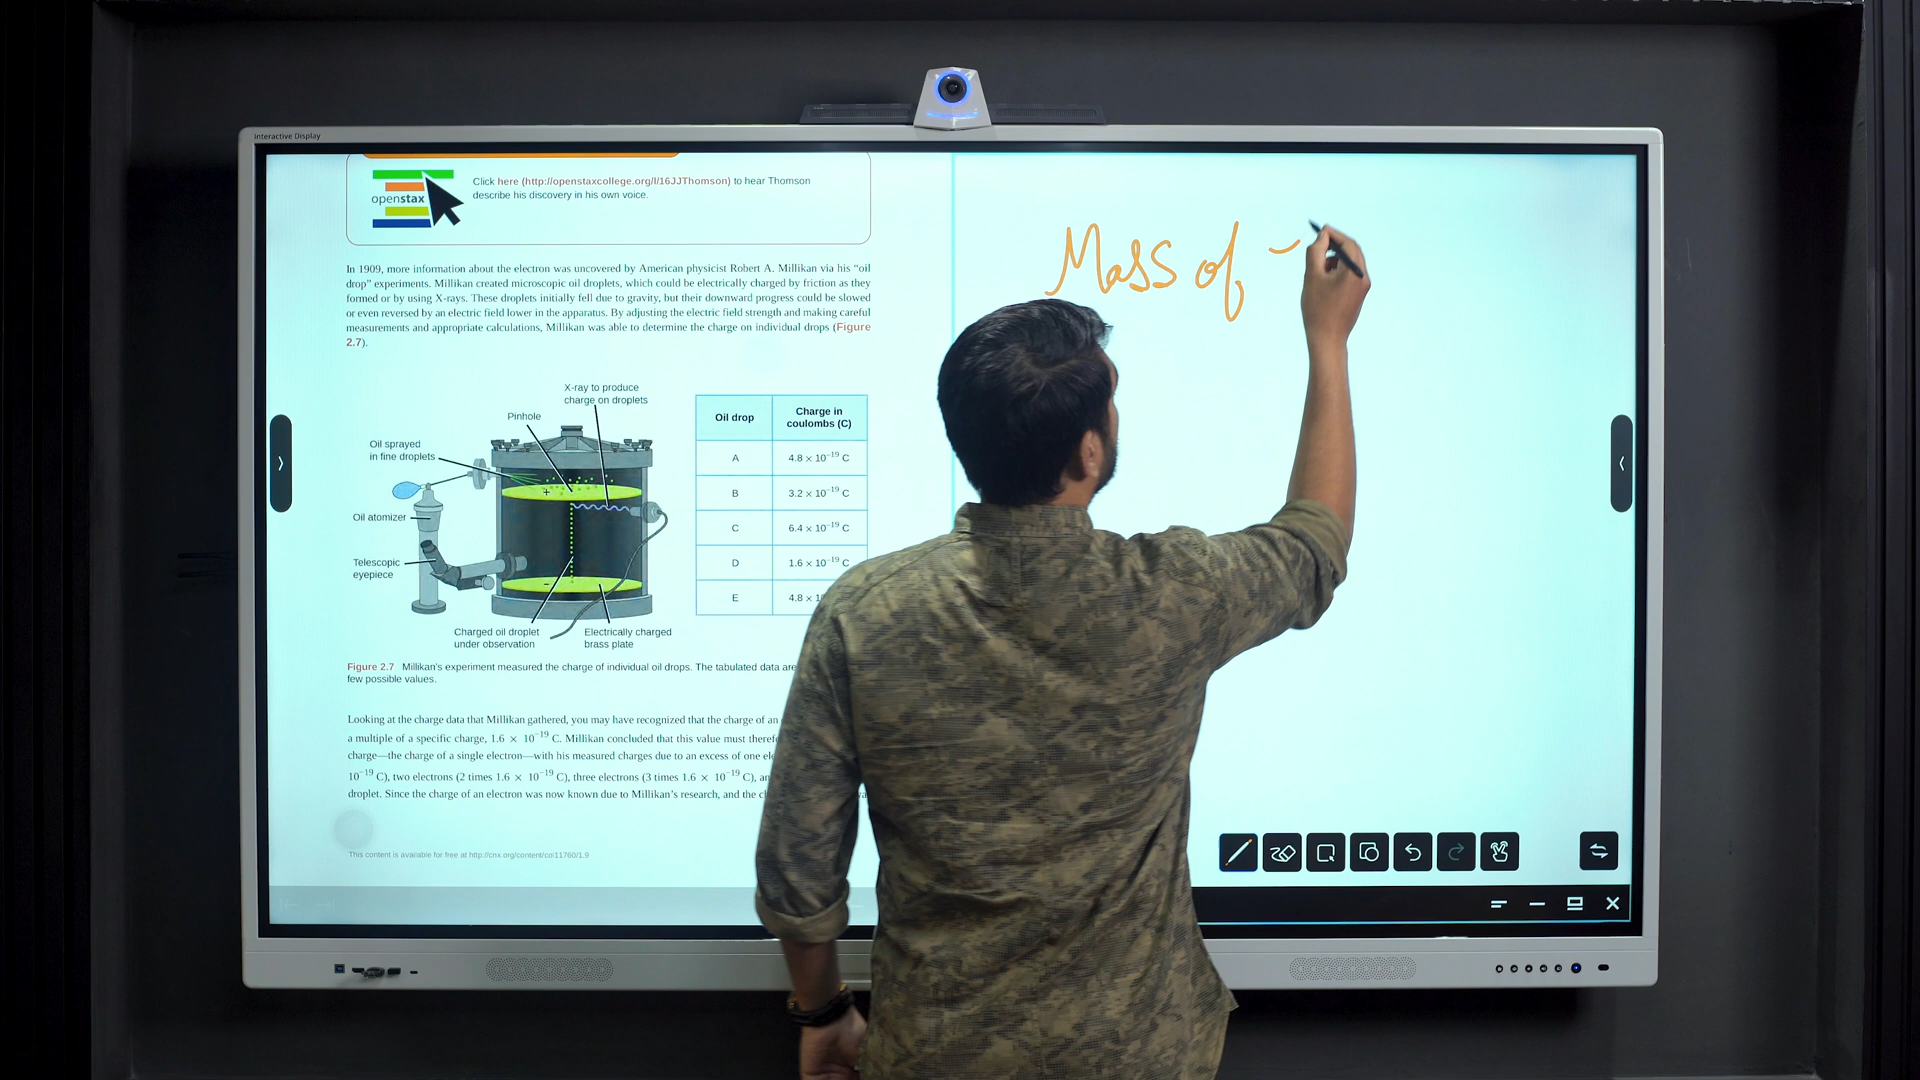 Interactive Display
openstax
Click here (http://openstaxcollege.org/l/16JJThomson) to hear Thomson
describe his discovery in his own voice.
In 1909, more information about the electron was uncovered by American physicist Robert A. Millikan via his “oil
drop” experiments. Millikan created microscopic oil droplets, which could be electrically charged by friction as they
formed or by using X-rays. These droplets initially fell due to gravity, but their downward progress could be slowed
or even reversed by an electric field lower in the apparatus. By adjusting the electric field strength and making careful
measurements and appropriate calculations, Millikan was able to determine the charge on individual drops (Figure
2.7).
X-ray to produce
charge on droplets
Pinhole
Oil sprayed
in fine droplets
+
Oil atomizer
Telescopic
eyepiece
-
Charged oil droplet
under observation
Electrically charged
brass plate
Oil drop Charge in coulombs (C)
A 4.8 × 10⁻¹⁹ C
B 3.2 × 10⁻¹⁹ C
C 6.4 × 10⁻¹⁹ C
D 1.6 × 10⁻¹⁹ C
E 4.8 × 1
Figure 2.7 Millikan’s experiment measured the charge of individual oil drops. The tabulated data are
few possible values.
Looking at the charge data that Millikan gathered, you may have recognized that the charge of an
a multiple of a specific charge, 1.6 × 10⁻¹⁹ C. Millikan concluded that this value must
charge—the charge of a single electron—with his measured charges due to an excess of one
10⁻¹⁹ C), two electrons (2 times 1.6 × 10⁻¹⁹ C), three electrons (3 times 1.6 × 10⁻¹⁹ C),
droplet. Since the charge of an electron was now known due to Millikan’s research, and the
This content is available for free at http://cnx.org/content/col11760/1.9
Mass of